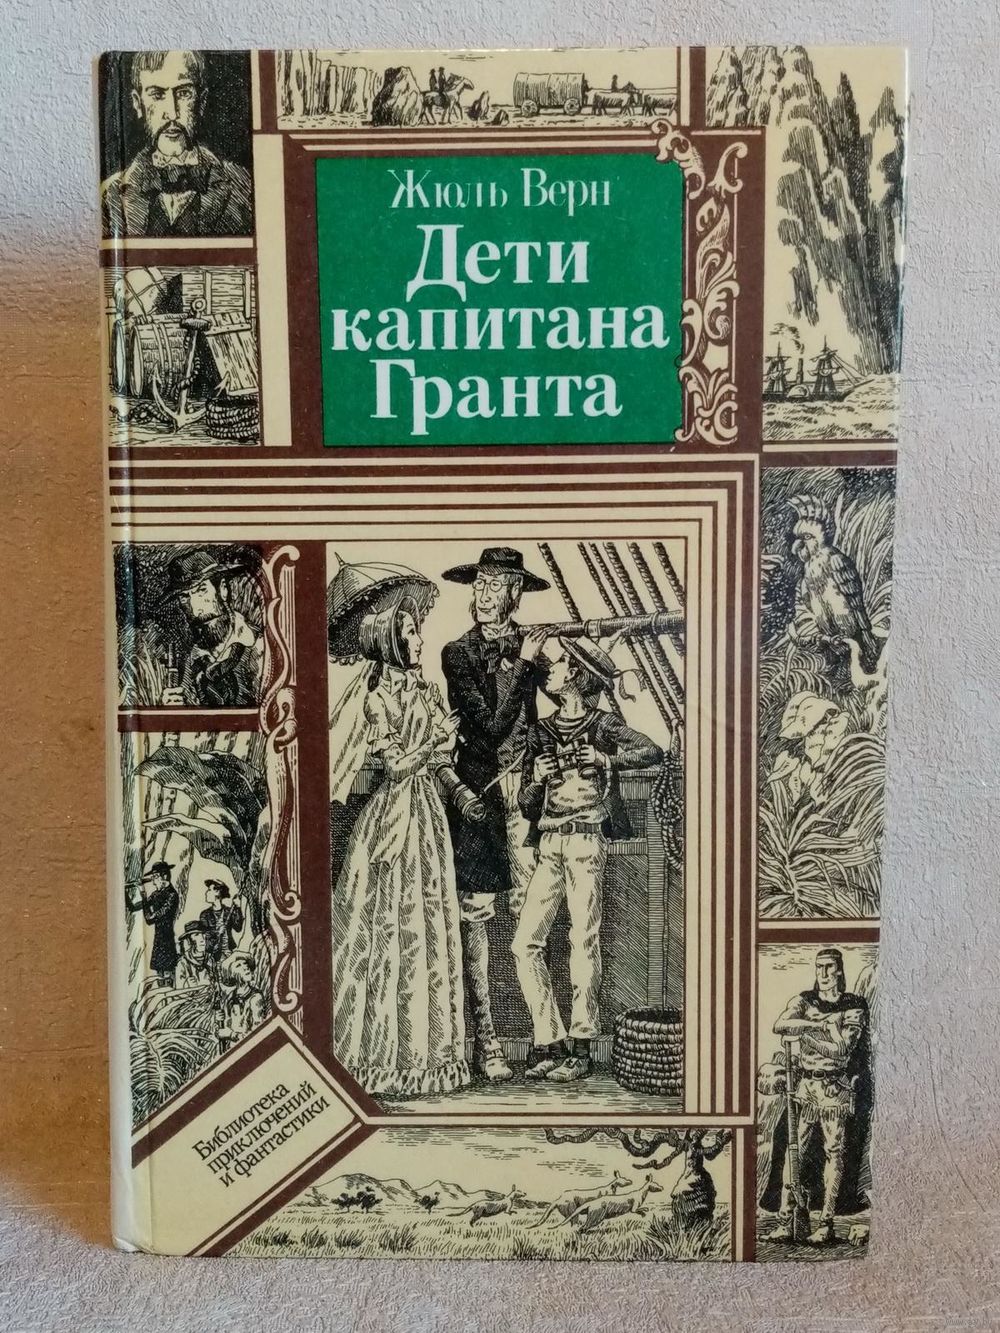 Жюль Верн
Дети
капитана
Гранта
Библиотека
приключений
и фантастики